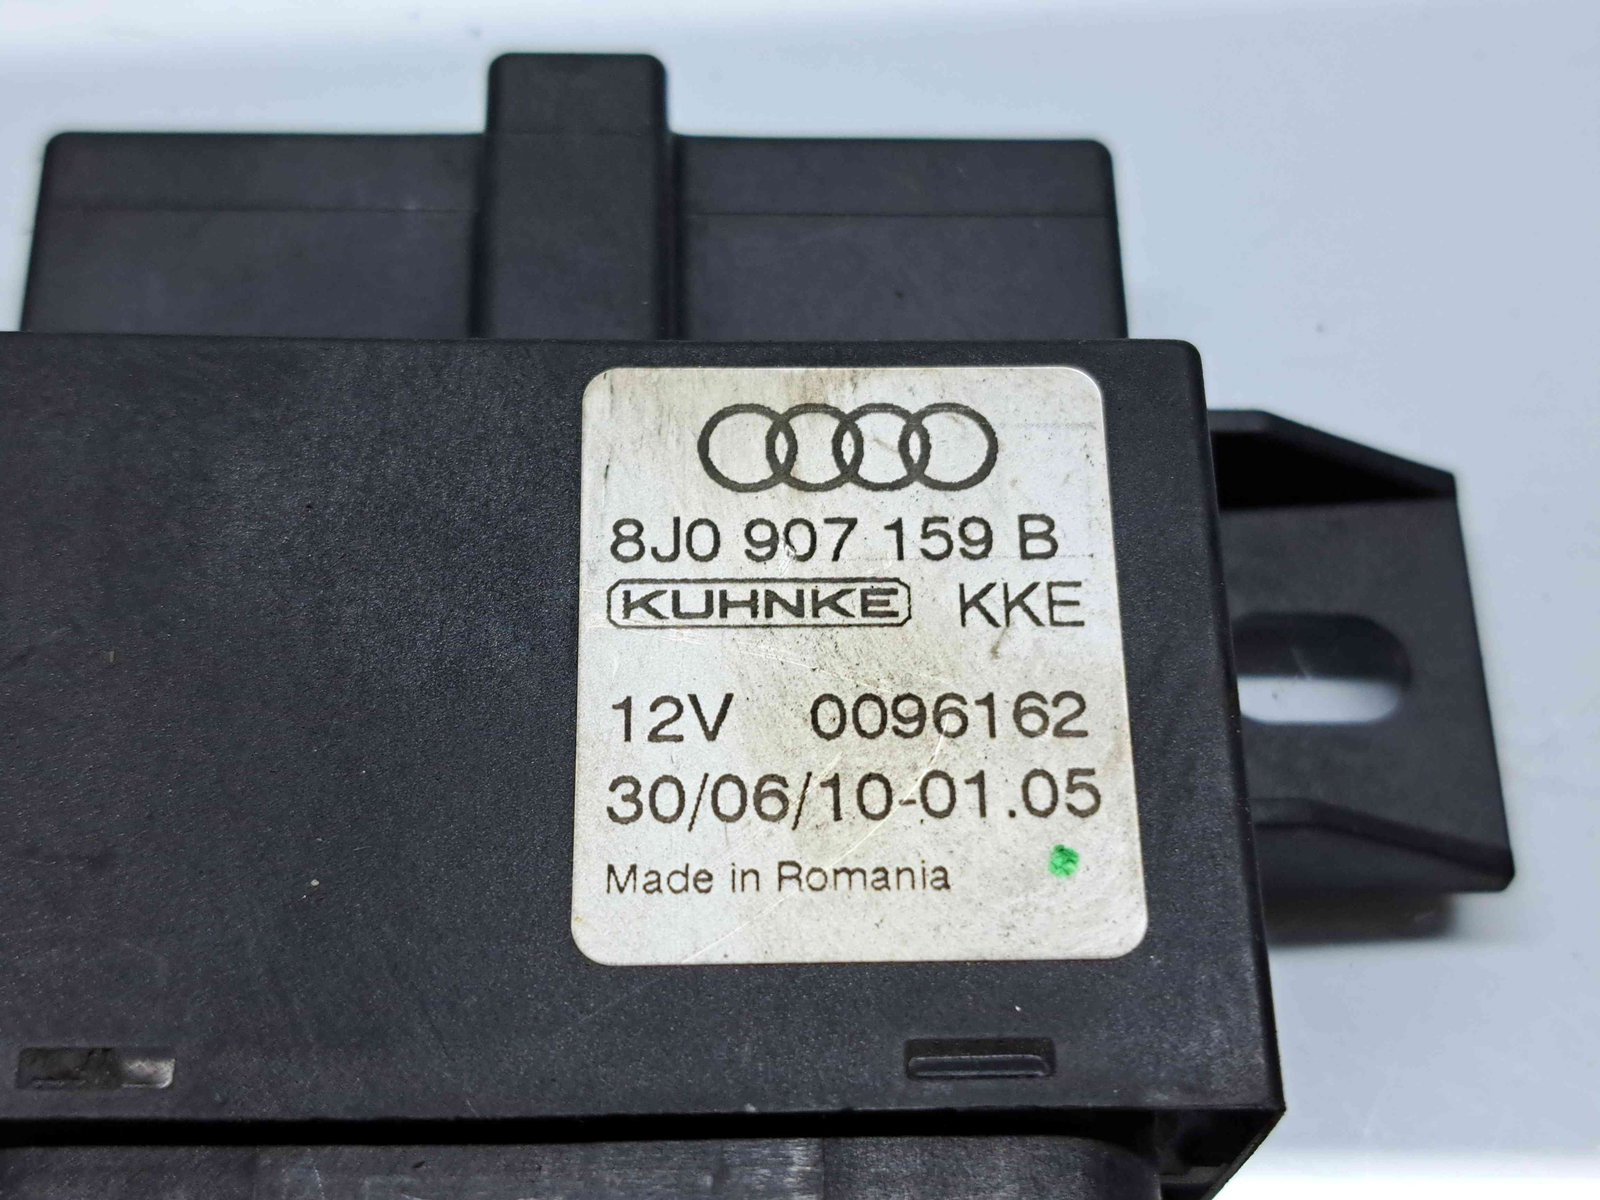 8J0 907 159 B
KUHNKE KKE
12V 0096162
30/06/10-01.05
Made in Romania